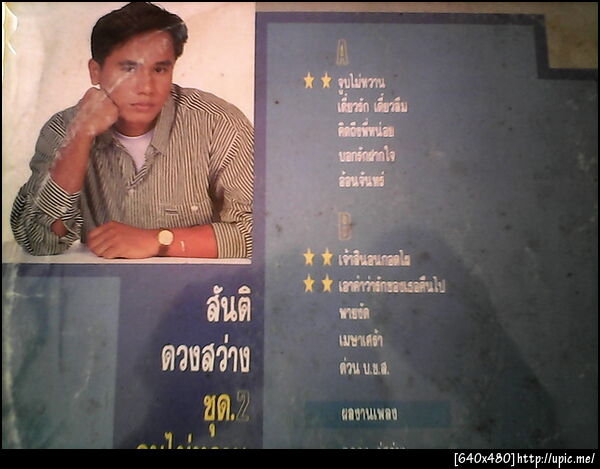 A
จูบไม่หวาน
เดี๋ยวรัก เดี๋ยวลืม
คิดถึงพี่หน่อย
บอกรักฝากใจ
อ้อนจันทร์
B
เจ้าลืนอนกอดใผ
เอาคำว่ารักของเธอคืนไป
พายงัด
เมษาเศร้า
ด่วน บ.ข.ส.
ผลงานเพลง
สันติ
ดวงสว่าง
ชุด.2
[640x480]http://upic.me/